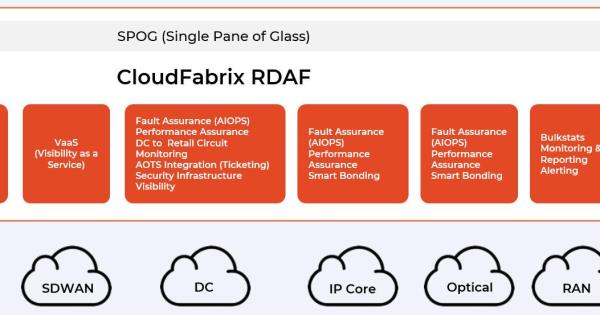 SPOG (Single Pane of Glass)
CloudFabrix RDAF
VaaS
(Visibility as a
Service)
Fault Assurance (AIOPS)
Performance Assurance
DC to Retail Circuit
Monitoring
AOTS Integration (Ticketing)
Security Infrastructure
Visibility
Fault Assurance
(AIOPS)
Performance
Assurance
Smart Bonding
Fault Assurance
(AIOPS)
Performance
Assurance
Smart Bonding
Bulkstats
Monitoring &
Reporting
Alerting
SDWAN
DC
IP Core
Optical
RAN